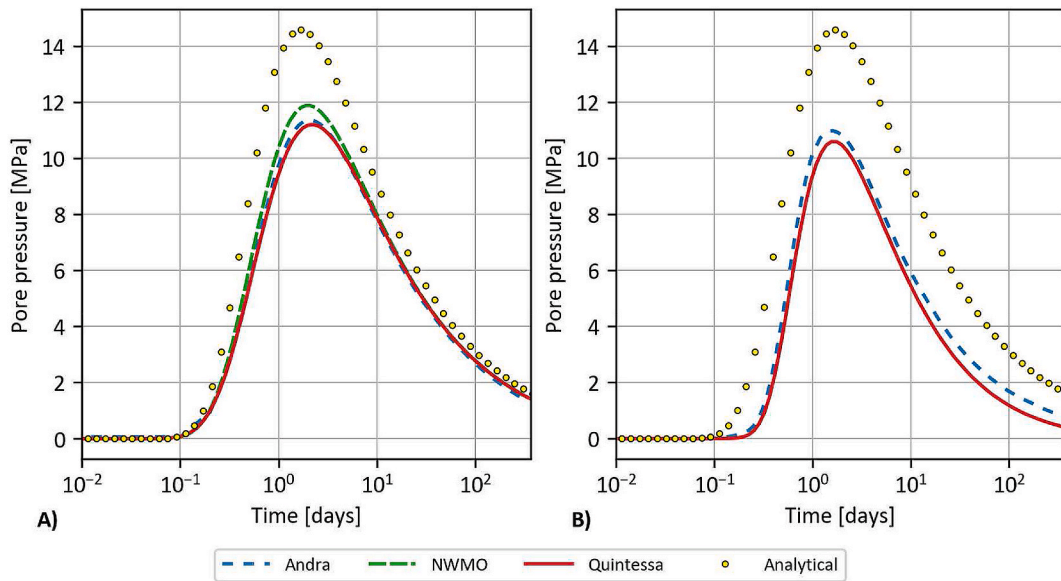 14
12
10
8
6
4
2
0
Pore pressure [MPa]
10⁻² 10⁻¹ 10⁰ 10¹ 10²
Time [days]
A)
14
12
10
8
6
4
2
0
Pore pressure [MPa]
10⁻² 10⁻¹ 10⁰ 10¹ 10²
Time [days]
B)
Andra NWMO Quintessa Analytical